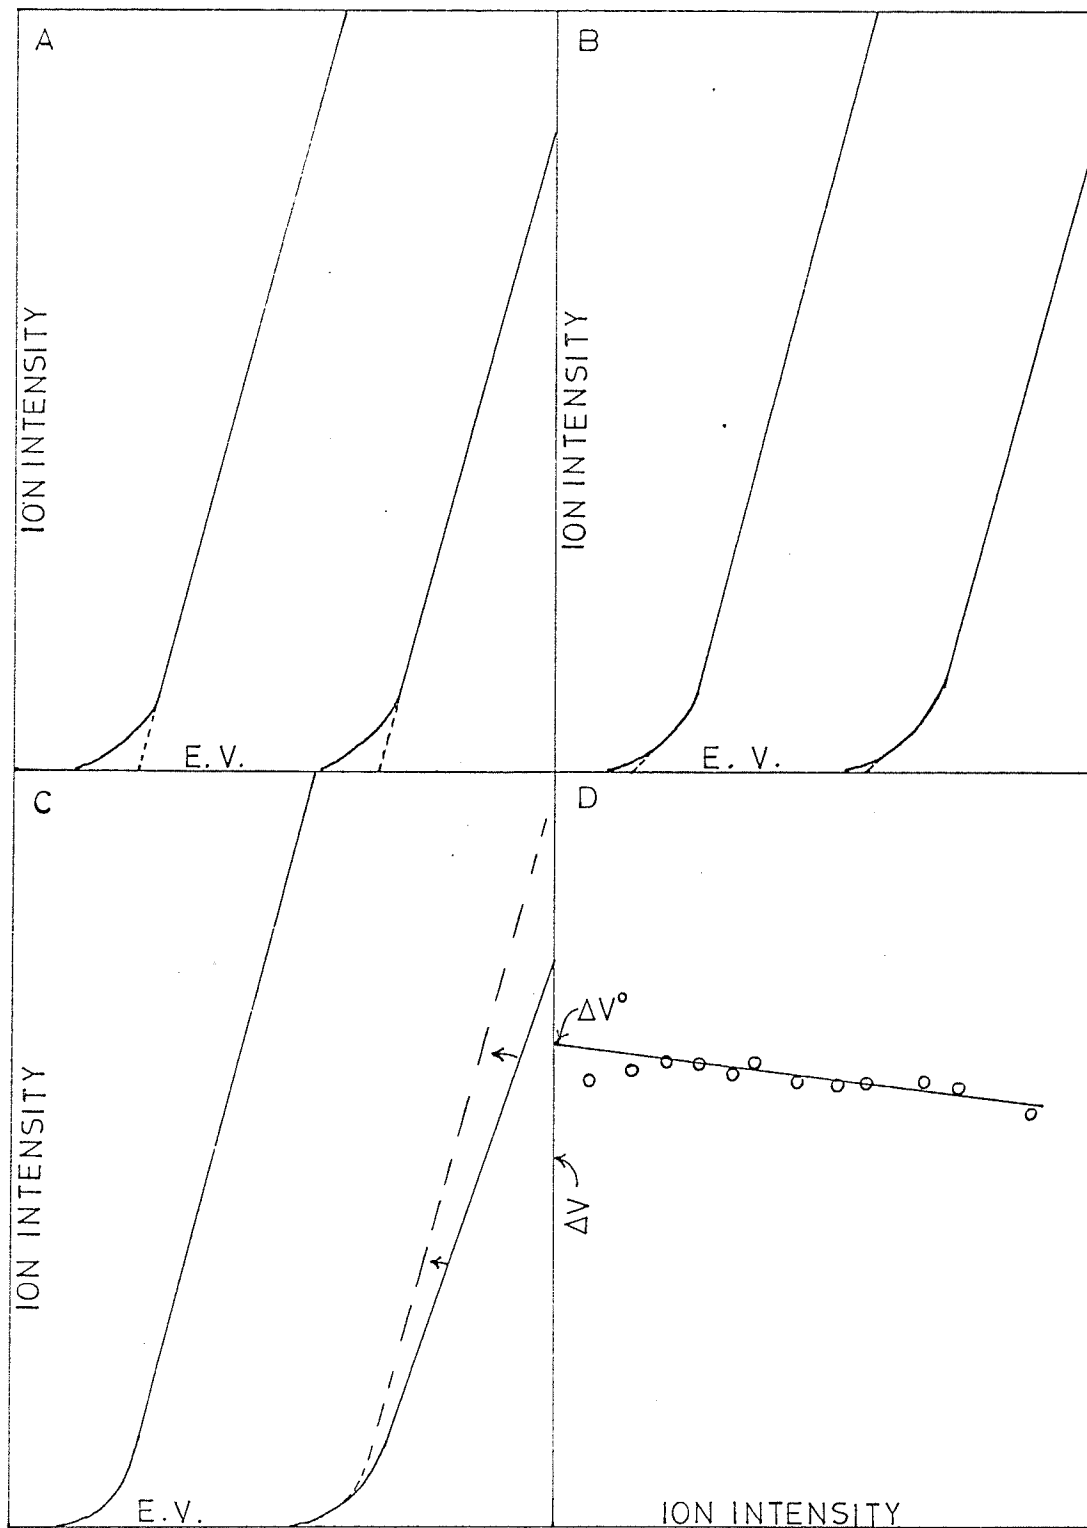 A
ION INTENSITY
E. V.
B
ION INTENSITY
E. V.
C
ION INTENSITY
E. V.
D
ΔV°
ΔV
ION INTENSITY